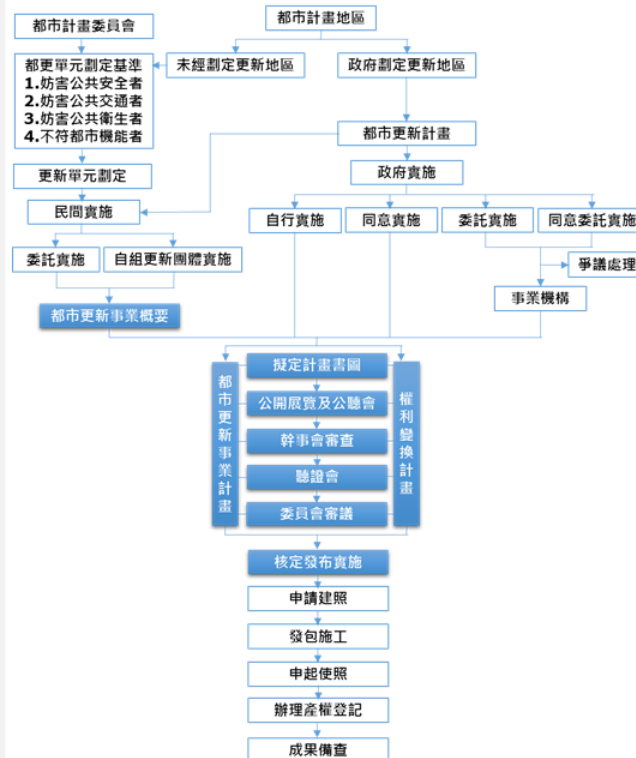 都市計畫委員會
都市計畫地區
都更單元劃定基準
1.妨害公共安全者
2.妨害公共交通者
3.妨害公共衛生者
4.不符都市機能者
未經劃定更新地區
政府劃定更新地區
都市更新計畫
更新單元劃定
政府實施
民間實施
自行實施
同意實施
委託實施
同意委託實施
委託實施
自組更新團體實施
爭議處理
事業機構
都市更新事業概要
都市更新事業計畫
擬定計畫書圖
公開展覽及公聽會
幹事會審查
聽證會
委員會審議
權利變換計畫
核定發布實施
申請建照
發包施工
申起使照
辦理產權登記
成果備查